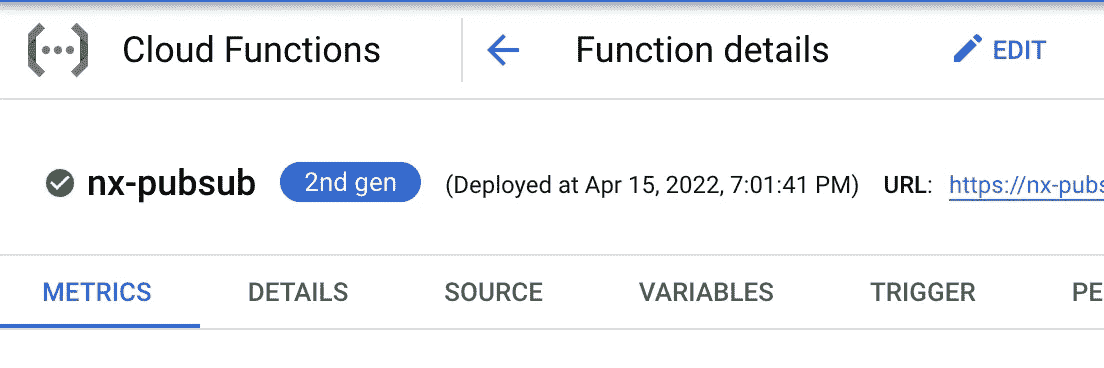 Cloud Functions Function details EDIT
nx-pubsub 2nd gen (Deployed at Apr 15, 2022, 7:01:41 PM) URL: https://nx-pubs
METRICS DETAILS SOURCE VARIABLES TRIGGER PE